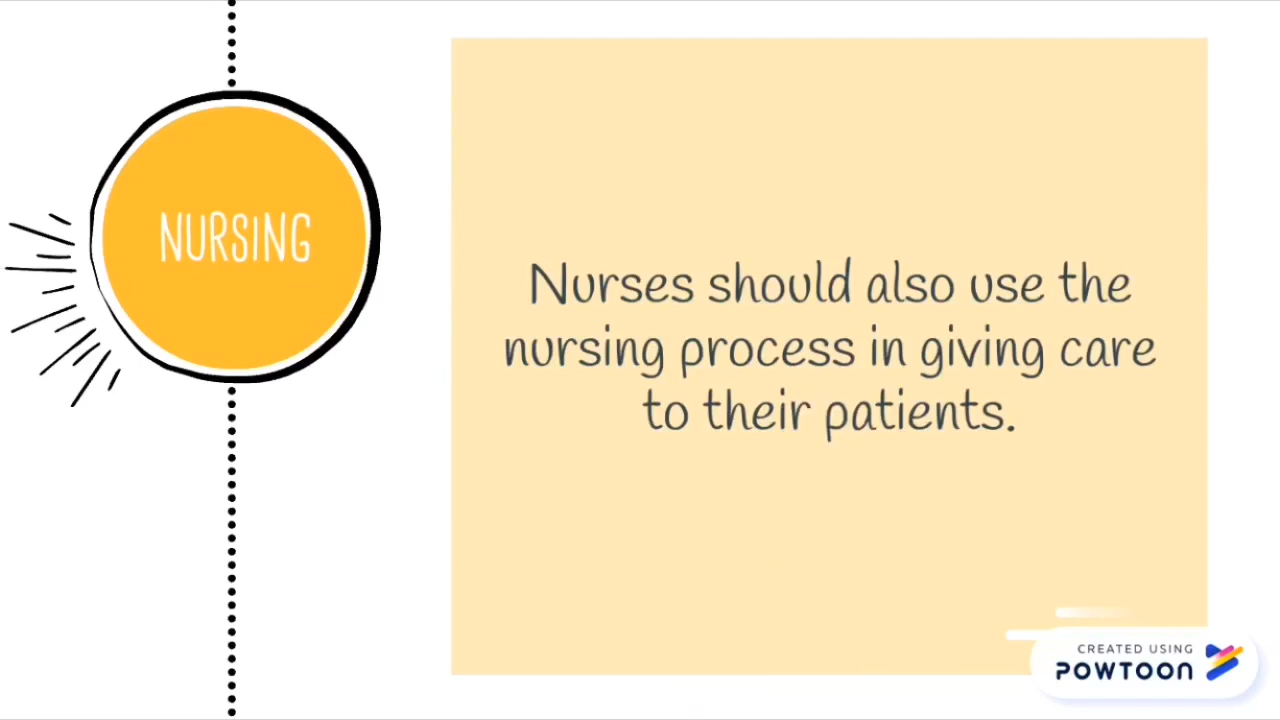 NURSING
Nurses should also use the
nursing process in giving care
to their patients.
CREATED USING
POWTOON